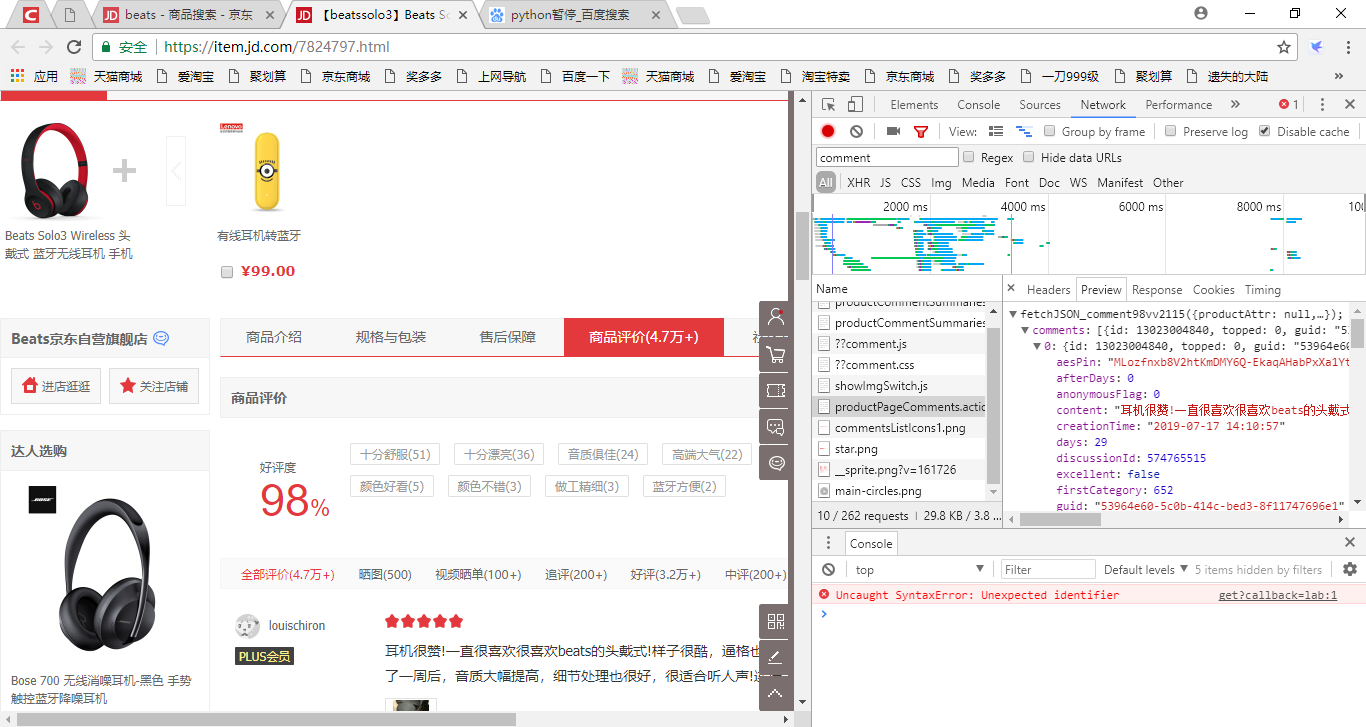 beats - 商品搜索 - 京东
【beatssolo3】Beats So
python暂停_百度搜索
安全
https://item.jd.com/7824797.html
应用 天猫商城 爱淘宝 聚划算 京东商城 奖多多 上网导航 百度一下 天猫商城 爱淘宝 淘宝特卖 京东商城 奖多多 一刀999级 聚划算 遗失的大陆 »
Beats Solo3 Wireless 头
戴式 蓝牙无线耳机 手机
Lenovo
有线耳机转蓝牙
¥99.00
Beats京东自营旗舰店
进店逛逛 关注店铺
达人选购
BOSE
Bose 700 无线消噪耳机-黑色 手势
触控蓝牙降噪耳机
商品介绍 规格与包装 售后保障 商品评价(4.7万+)
商品评价
好评度
98%
十分舒服(51) 十分漂亮(36) 音质俱佳(24) 高端大气(22)
颜色好看(5) 颜色不错(3) 做工精细(3) 蓝牙方便(2)
全部评价(4.7万+) 晒图(500) 视频晒单(100+) 追评(200+) 好评(3.2万+) 中评(200+)
louischiron
PLUS会员
耳机很赞!一直很喜欢很喜欢beats的头戴式!样子很酷，逼格也
了一周后，音质大幅提高，细节处理也很好，很适合听人声!
Elements Console Sources Network Performance » 1
View: Group by frame Preserve log Disable cache
comment Regex Hide data URLs
All XHR JS CSS Img Media Font Doc WS Manifest Other
2000 ms 4000 ms 6000 ms 8000 ms 100
Name
productCommentSummaries
productCommentSummaries
??comment.js
??comment.css
showImgSwitch.js
productPageComments.actio
commentsListIcons1.png
star.png
__sprite.png?v=161726
main-circles.png
10 / 262 requests | 29.8 KB / 3.8 ...
Headers Preview Response Cookies Timing
fetchJSON_comment98vv2115({productAttr: null,…});
comments: [{id: 13023004840, topped: 0, guid: "53
0: {id: 13023004840, topped: 0, guid: "53964e60
aesPin: "MLozfnxb8V2htKmDMY6Q-EkaqAHabPxXa1Yt
afterDays: 0
anonymousFlag: 0
content: "耳机很赞!一直很喜欢很喜欢beats的头戴式
creationTime: "2019-07-17 14:10:57"
days: 29
discussionId: 574765515
excellent: false
firstCategory: 652
guid: "53964e60-5c0b-414c-bed3-8f11747696e1"
Console
top Filter Default levels 5 items hidden by filters
Uncaught SyntaxError: Unexpected identifier get?callback=lab:1